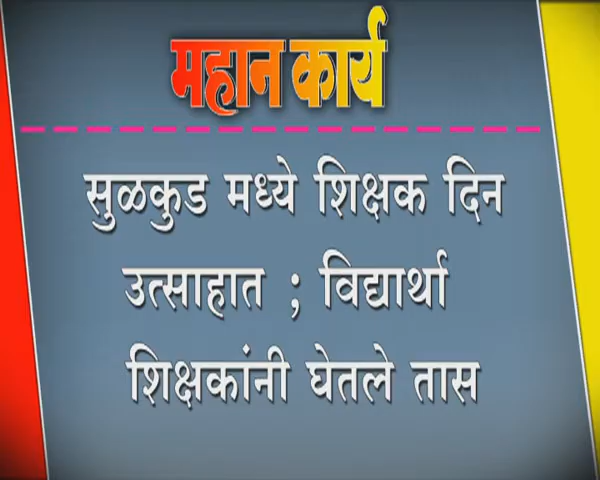 महान कार्य
सुळकुड मध्ये शिक्षक दिन
उत्साहात ; विद्यार्था
शिक्षकांनी घेतले तास